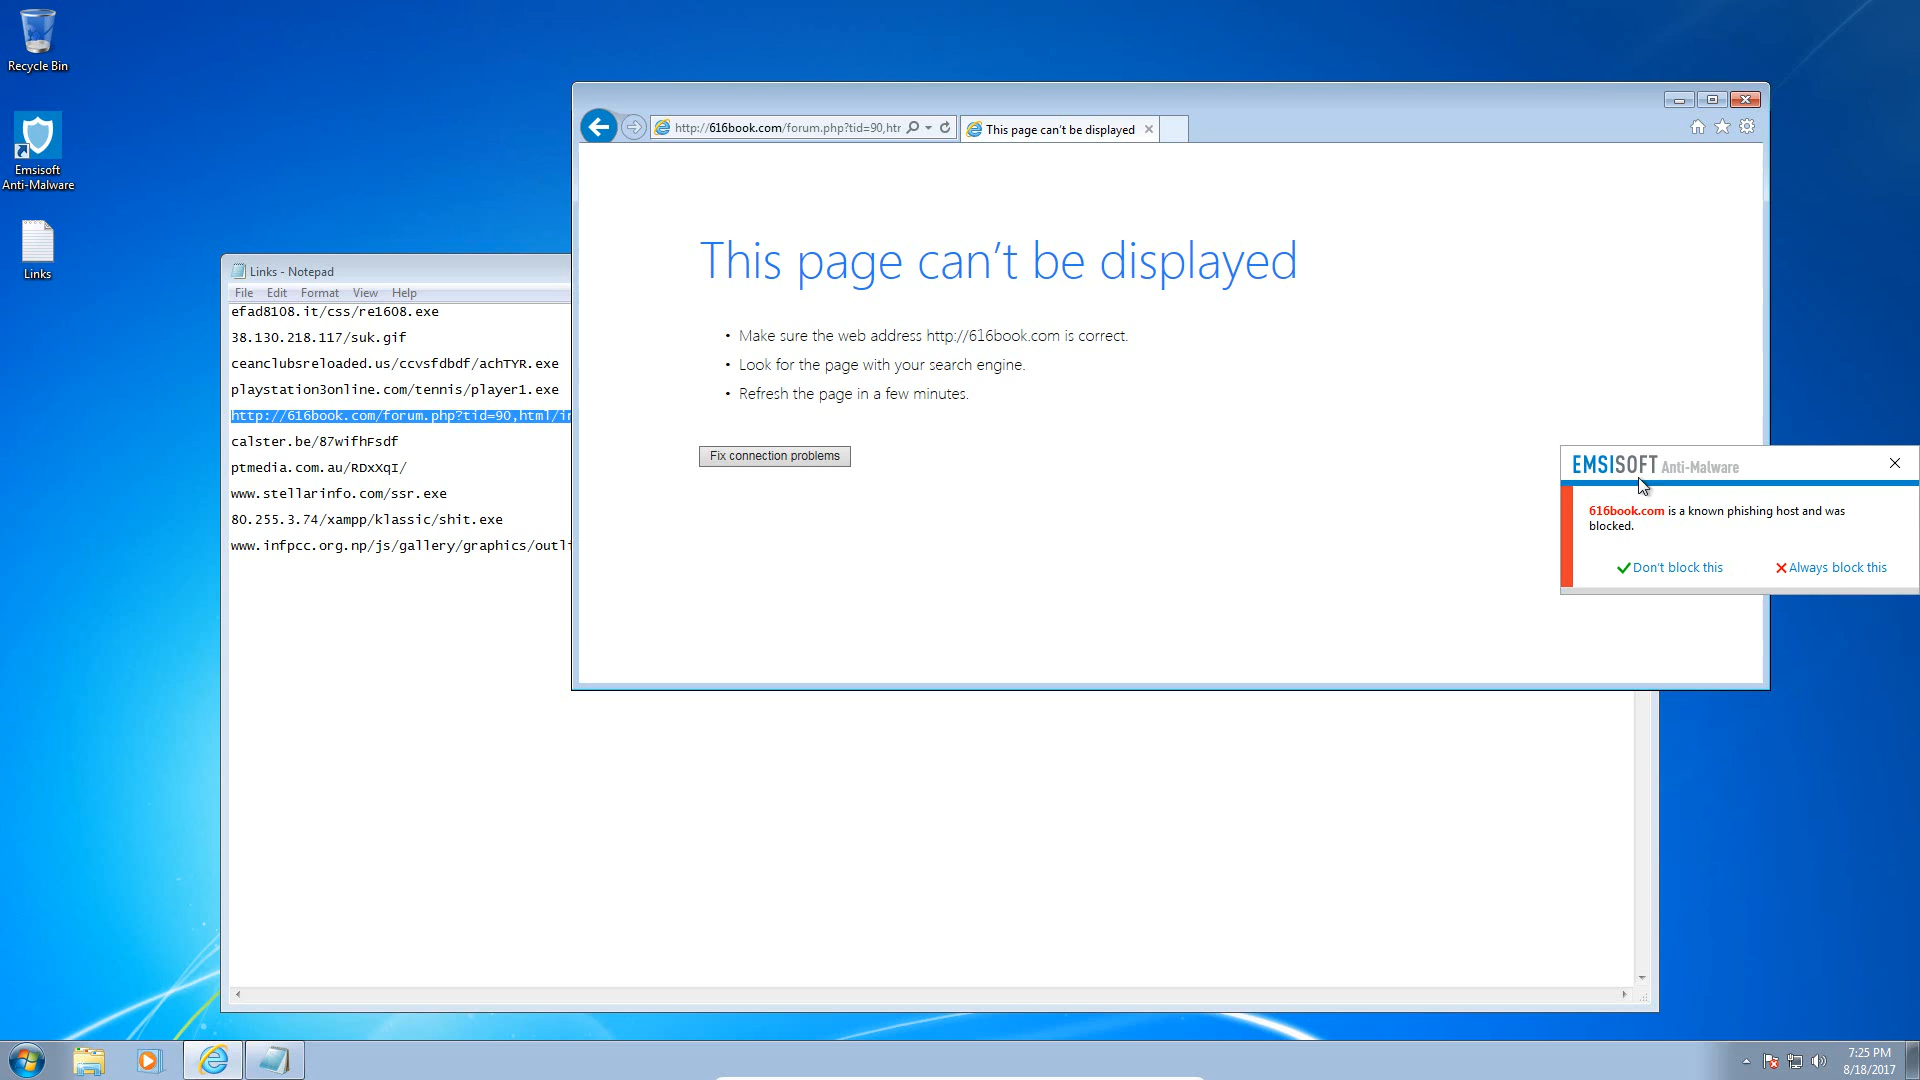 Recycle Bin
Emsisoft
Anti-Malware
Links
http://616book.com/forum.php?tid=90,htr
This page can't be displayed
This page can't be displayed
• Make sure the web address http://616book.com is correct.
• Look for the page with your search engine.
• Refresh the page in a few minutes.
Fix connection problems
Links - Notepad
File Edit Format View Help
efad8108.it/css/re1608.exe
38.130.218.117/suk.gif
ceanclubsreloaded.us/ccvsfdbdf/achTYR.exe
playstation3online.com/tennis/player1.exe
http://616book.com/forum.php?tid=90,html/in
calster.be/87wifhFsdf
ptmedia.com.au/RDxXqI/
www.stellarinfo.com/ssr.exe
80.255.3.74/xampp/klassic/shit.exe
www.infpcc.org.np/js/gallery/graphics/outli
EMSISOFT Anti-Malware
616book.com is a known phishing host and was
blocked.
Don't block this
Always block this
7:25 PM
8/18/2017